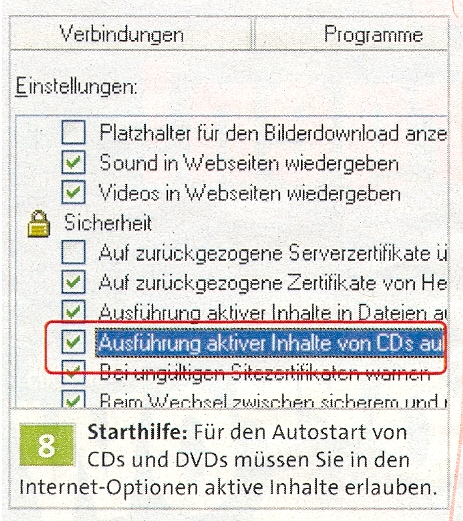 Verbindungen Programme
Einstellungen:
Platzhalter für den Bilderdownload anze
Sound in Webseiten wiedergeben
Videos in Webseiten wiedergeben
Sicherheit
Auf zurückgezogene Serverzertifikate ü
Auf zurückgezogene Zertifikate von He
Ausführung aktiver Inhalte in Dateien au
Ausführung aktiver Inhalte von CDs au
Bei ungültigen Sitezertifikaten warnen
Beim Wechsel zwischen sicherem und
8 Starthilfe: Für den Autostart von
CDs und DVDs müssen Sie in den
Internet-Optionen aktive Inhalte erlauben.